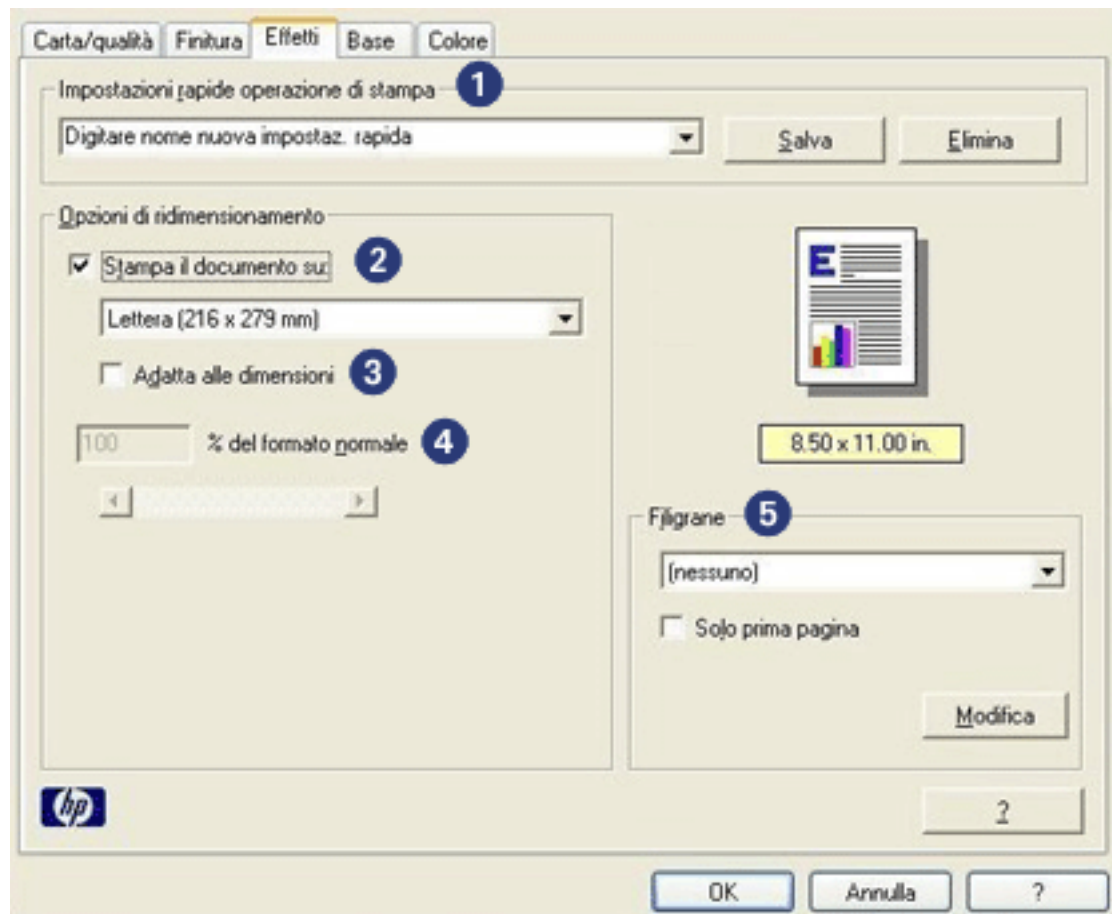 Carta/qualità Finitura Effetti Base Colore
Impostazioni rapide operazione di stampa 1
Digitare nome nuova impostaz. rapida Salva Elimina
Opzioni di ridimensionamento
Stampa il documento su: 2
Lettera (216 x 279 mm)
Adatta alle dimensioni 3
100 % del formato normale 4
E
8.50 x 11.00 in.
Filigrane 5
(nessuno)
Solo prima pagina
Modifica
hp
?
OK Annulla ?